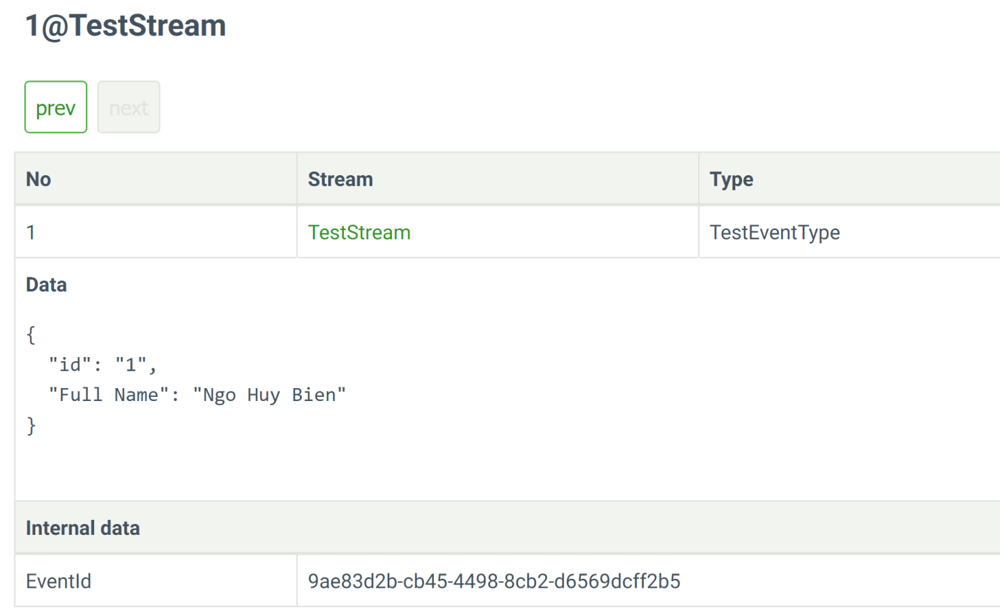 1@TestStream
prev next
No Stream Type
1 TestStream TestEventType
Data
{
"id": "1",
"Full Name": "Ngo Huy Bien"
}
Internal data
EventId 9ae83d2b-cb45-4498-8cb2-d6569dcff2b5